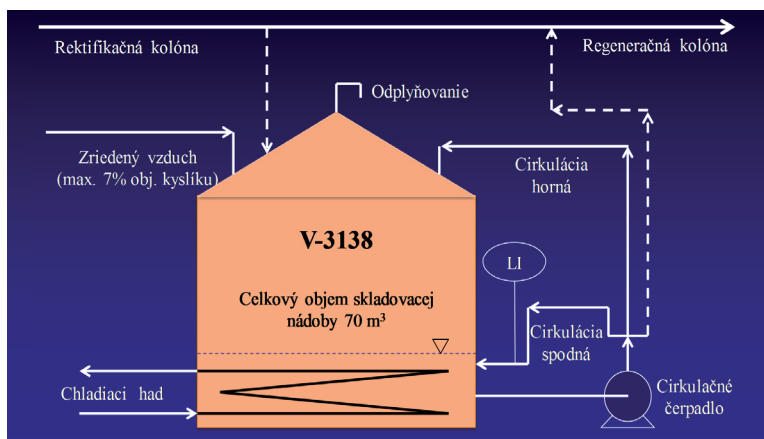 Rektifikačná kolóna
Regeneračná kolóna
Odplyňovanie
Zriedený vzduch
(max. 7% obj. kyslíku)
Cirkulácia
horná
V-3138
LI
Celkový objem skladovacej
nádoby 70 m³
Cirkulácia
spodná
Chladiaci had
Cirkulačné
čerpadlo